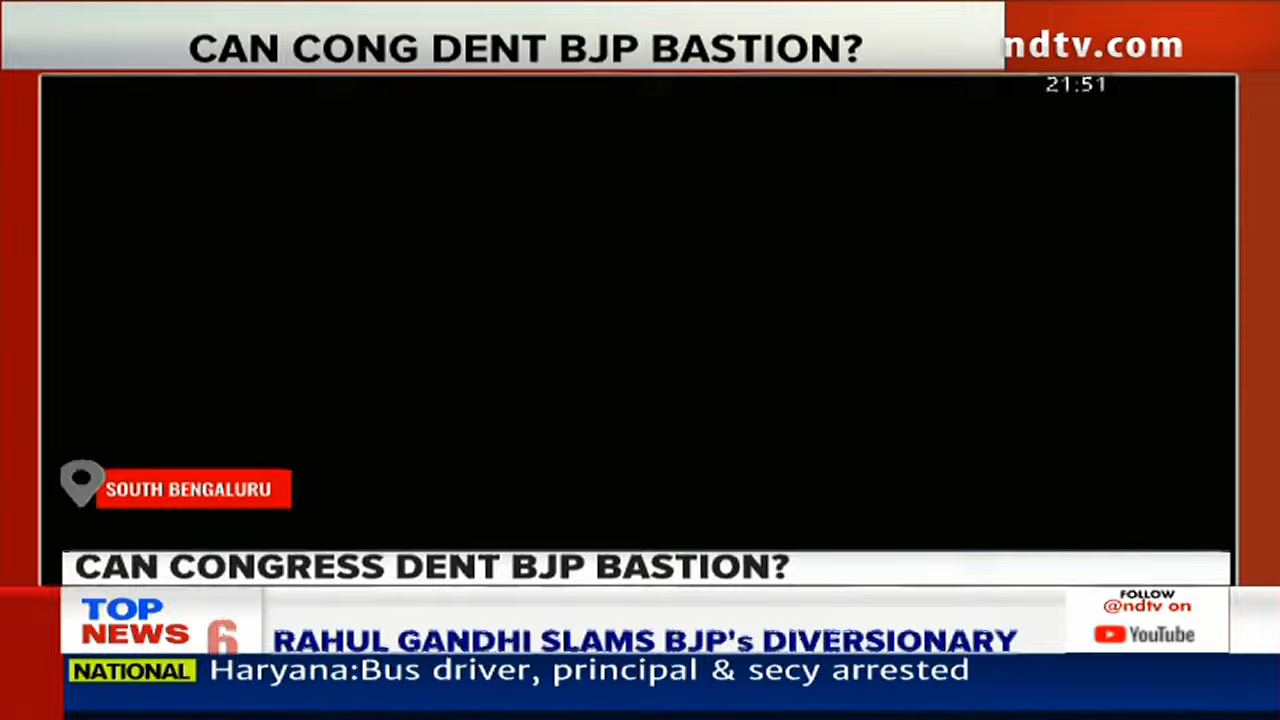 CAN CONG DENT BJP BASTION?
ndtv.com
21:51
SOUTH BENGALURU
CAN CONGRESS DENT BJP BASTION?
TOP
NEWS 6
RAHUL GANDHI SLAMS BJP's DIVERSIONARY
FOLLOW
@ndtv on
YouTube
NATIONAL Haryana:Bus driver, principal & secy arrested